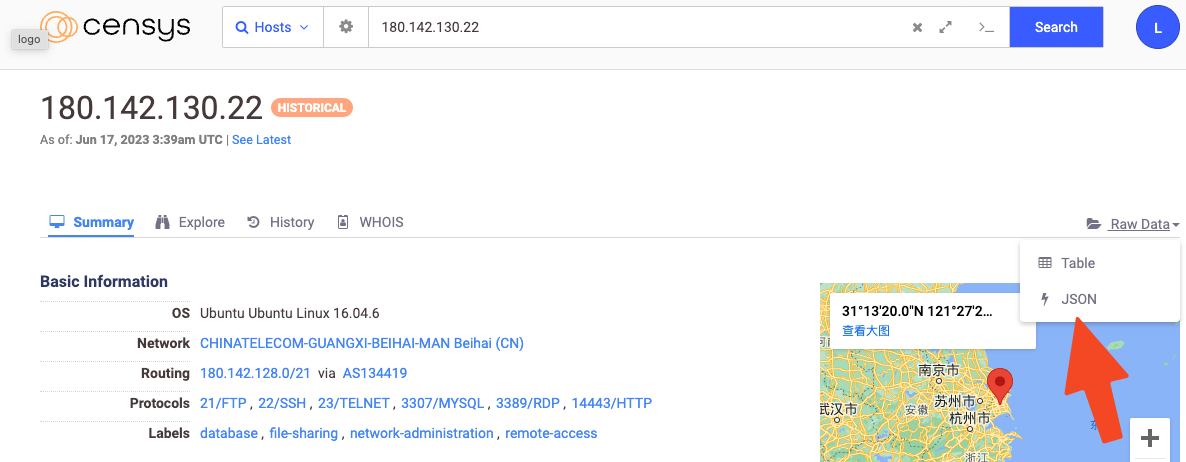 censys
logo
Hosts
180.142.130.22
>_
Search
L
180.142.130.22 HISTORICAL
As of: Jun 17, 2023 3:39am UTC | See Latest
Summary Explore History WHOIS Raw Data
Table
JSON
Basic Information
OS Ubuntu Ubuntu Linux 16.04.6
Network CHINATELECOM-GUANGXI-BEIHAI-MAN Beihai (CN)
Routing 180.142.128.0/21 via AS134419
Protocols 21/FTP , 22/SSH , 23/TELNET , 3307/MYSQL , 3389/RDP , 14443/HTTP
Labels database , file-sharing , network-administration , remote-access
31°13'20.0"N 121°27'2...
查看大图
南京市
苏州市
武汉市
安徽
杭州市
浙江